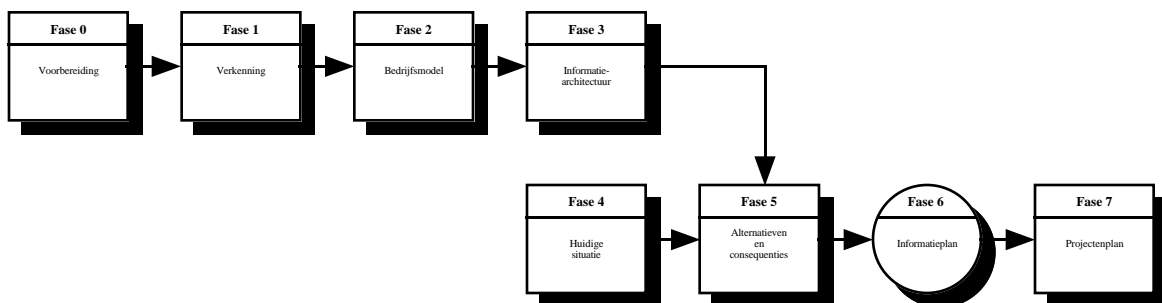 Fase 0
Voorbereiding
Fase 1
Verkenning
Fase 2
Bedrijfsmodel
Fase 3
Informatie-
architectuur
Fase 4
Huidige
situatie
Fase 5
Alternatieven
en
consequenties
Fase 6
Informatieplan
Fase 7
Projectenplan